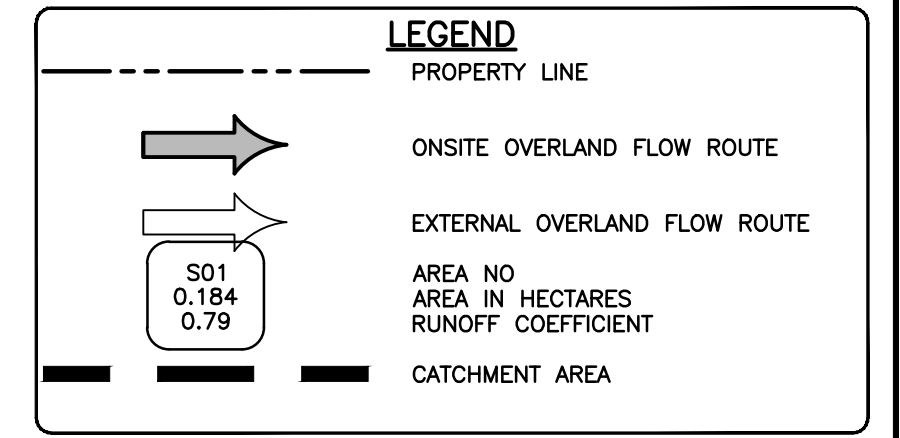 LEGEND
PROPERTY LINE
ONSITE OVERLAND FLOW ROUTE
EXTERNAL OVERLAND FLOW ROUTE
S01
0.184
0.79
AREA NO
AREA IN HECTARES
RUNOFF COEFFICIENT
CATCHMENT AREA